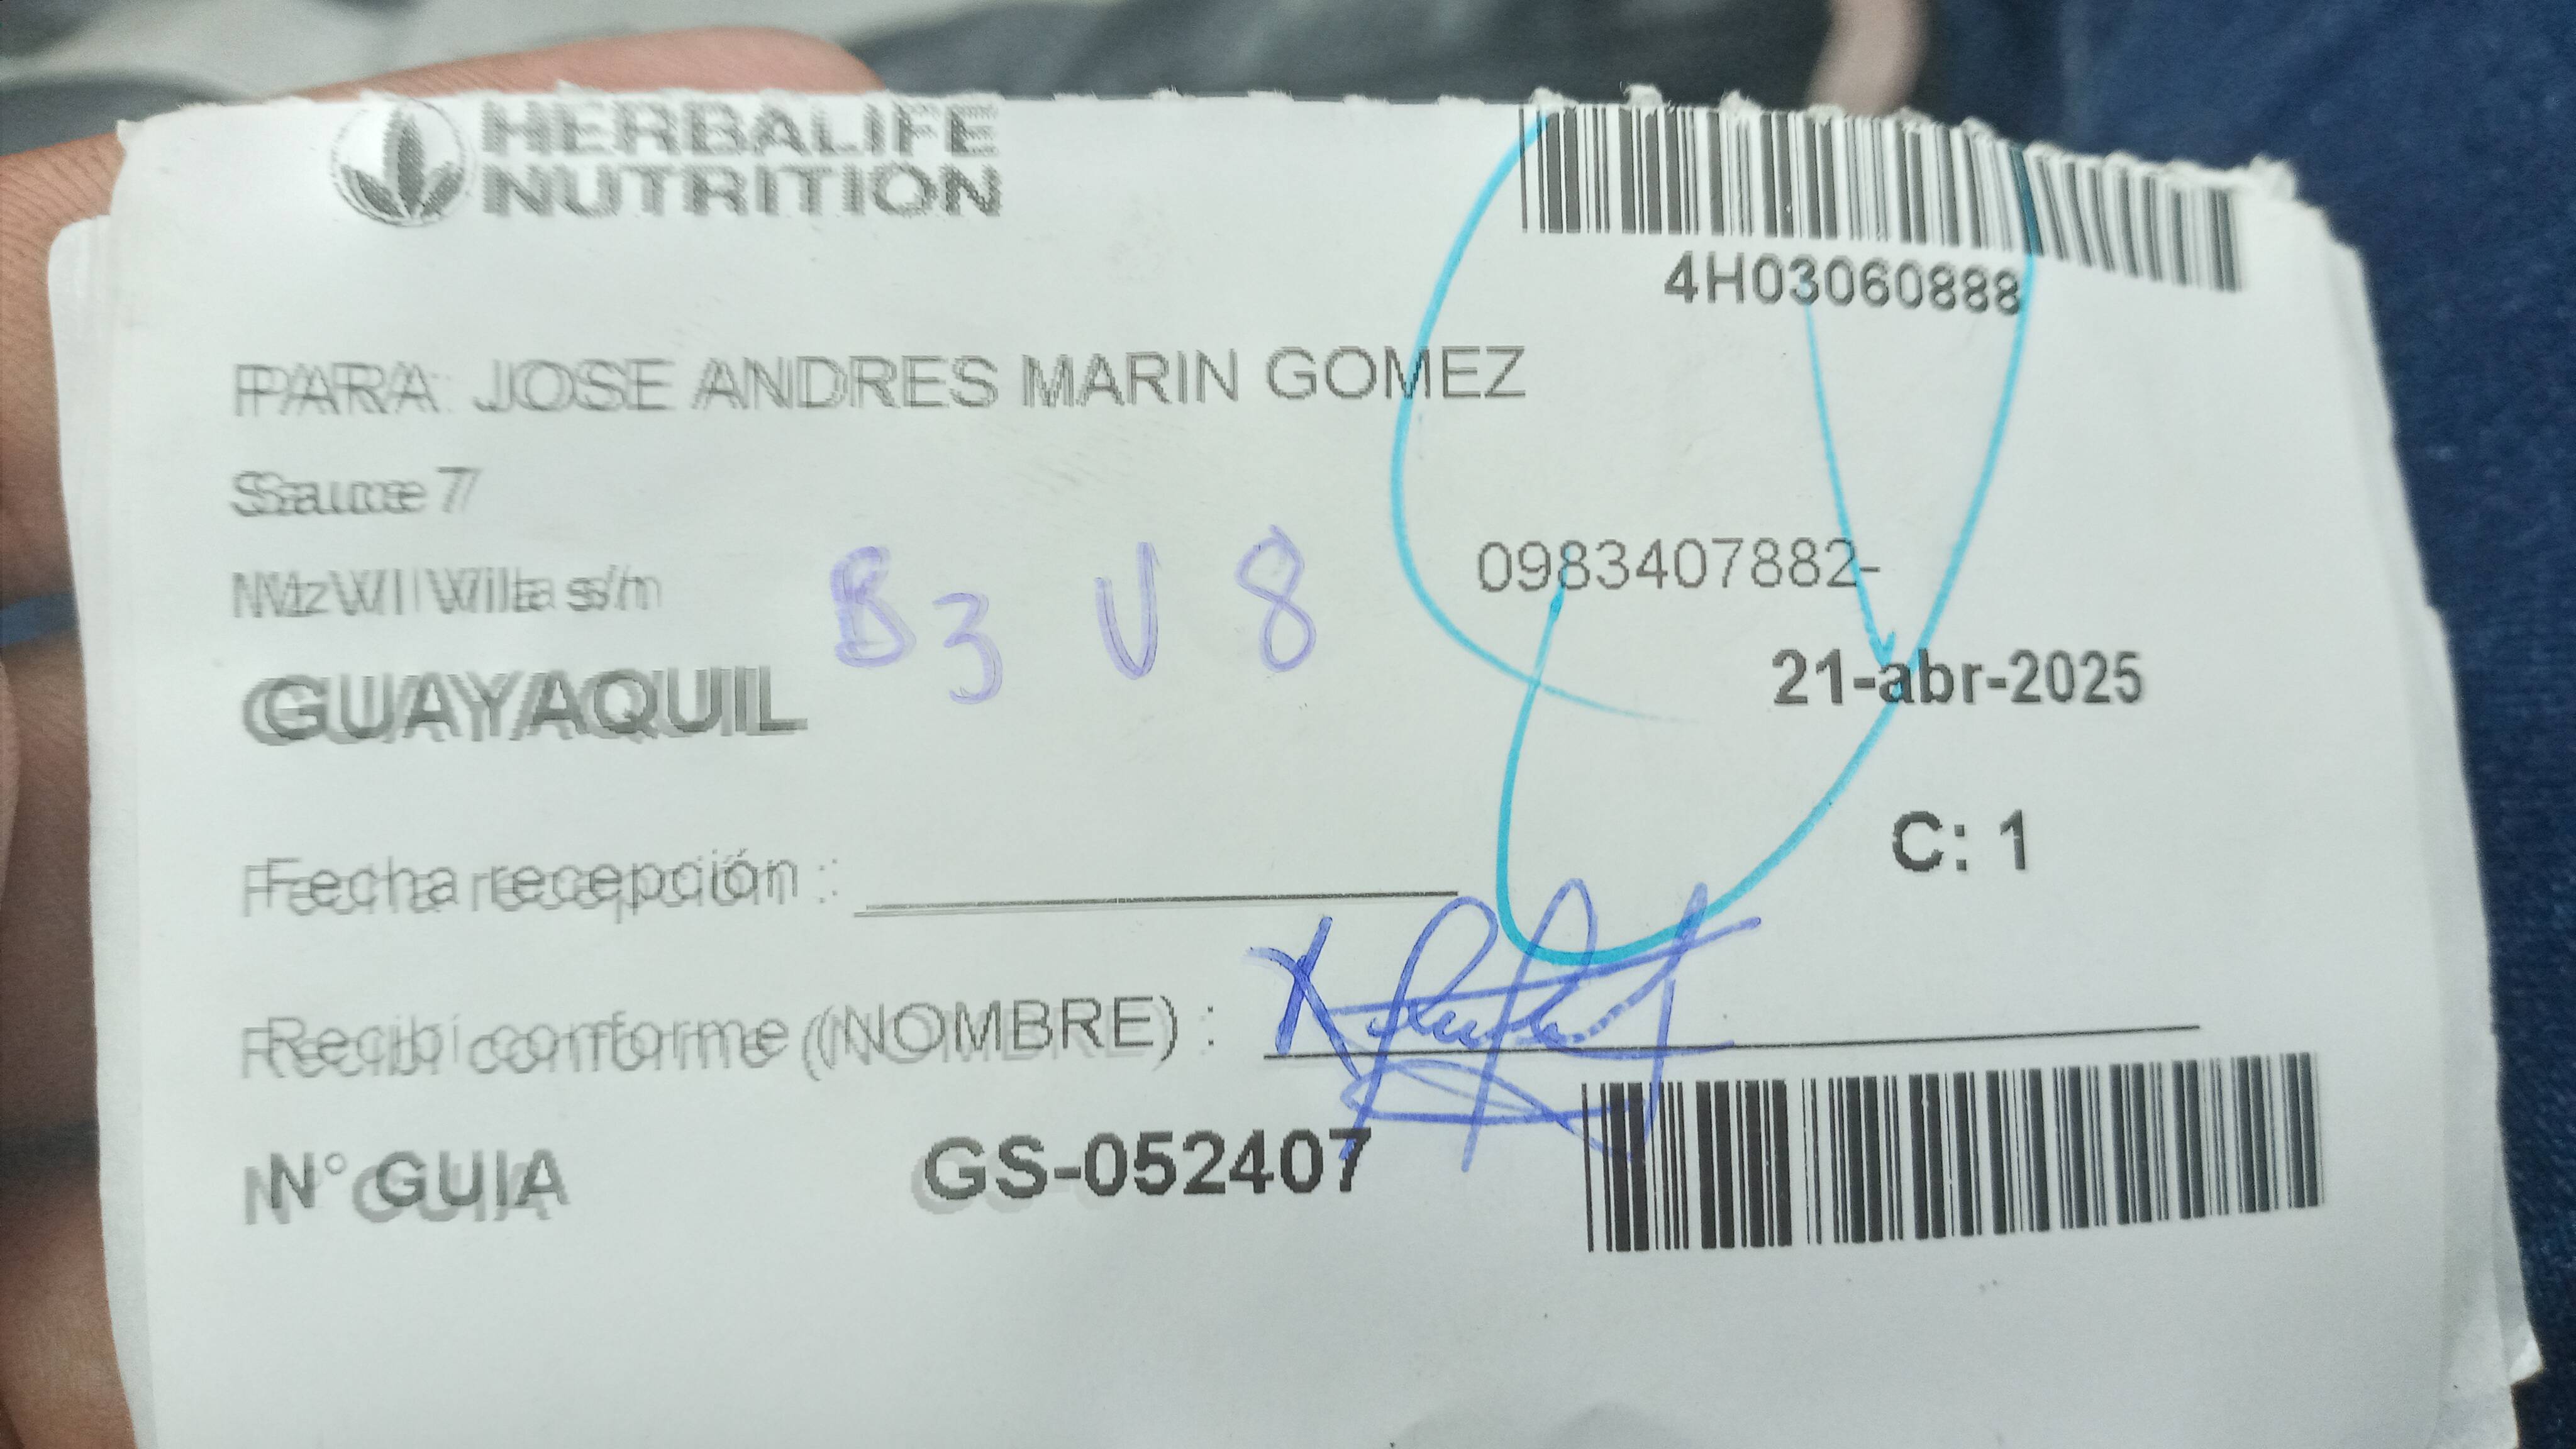 HERBALIFE
NUTRITION
4H03060888
PARA: JOSE ANDRES MARIN GOMEZ
Sauce 7
0983407882-
Mz VI Villa s/n
B3 V 8
GUAYAQUIL
21-abr-2025
C: 1
Fecha recepción :
Recibi conforme (NOMBRE) :
N° GUIA GS-052407